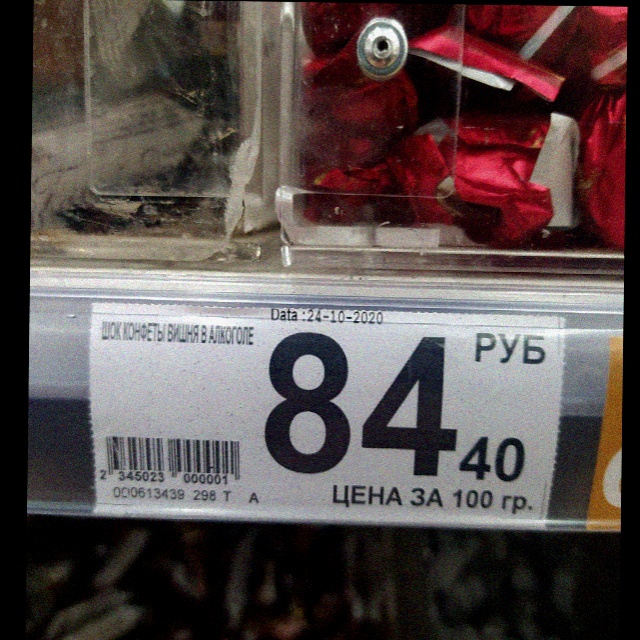 Data :24-10-2020
ШОК.КОНФЕТЫ ВИШНЯ В АЛКОГОЛЕ
84 40 РУБ
2 345023 000001
000613439 298 Т А
ЦЕНА ЗА 100 гр.